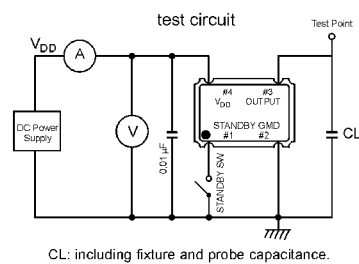 test circuit
Test Point
VDD
A
#4 #3
VDD OUTPUT
DC Power
Supply
V
0.01 µF
STANDBY GMD
#1 #2
CL
STANDBY SW
CL: including fixture and probe capacitance.